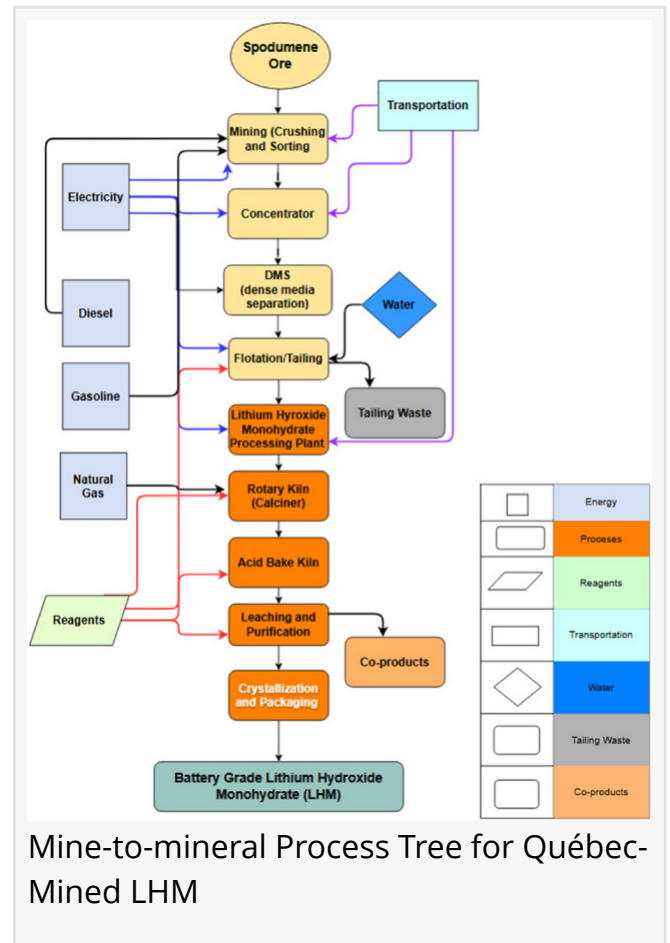 Spodumene
Ore
Transportation
Mining (Crushing
and Sorting
Electricity
Concentrator
DMS
(dense media
separation)
Water
Diesel
Flotation/Tailing
Gasoline
Tailing Waste
Lithium Hyroxide
Monohydrate
Processing Plant
Natural
Gas
Rotary Kiln
(Calciner)
Acid Bake Kiln
Reagents
Leaching and
Purification
Co-products
Crystallization
and Packaging
Battery Grade Lithium Hydroxide
Monohydrate (LHM)
Energy
Proceses
Reagents
Transportation
Water
Tailing Waste
Co-products
Mine-to-mineral Process Tree for Québec-
Mined LHM